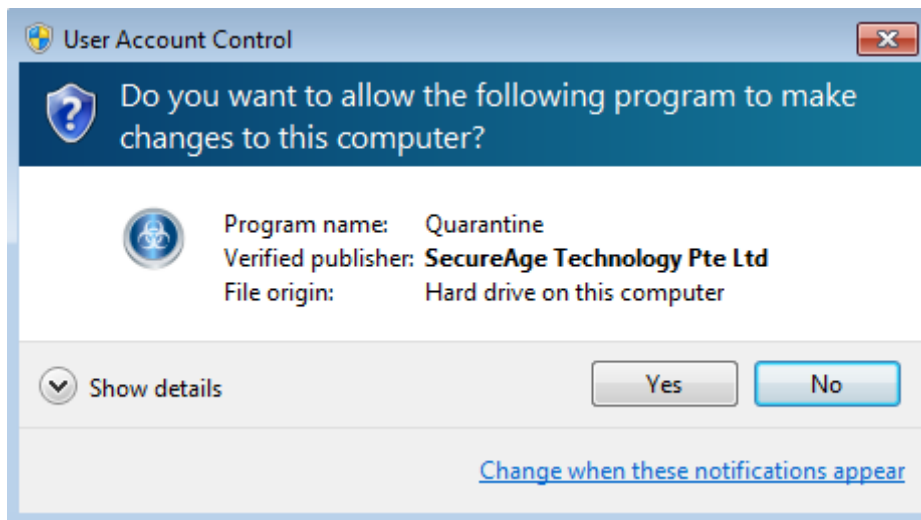 User Account Control
Do you want to allow the following program to make
changes to this computer?
Program name: Quarantine
Verified publisher: SecureAge Technology Pte Ltd
File origin: Hard drive on this computer
Show details
Yes
No
Change when these notifications appear